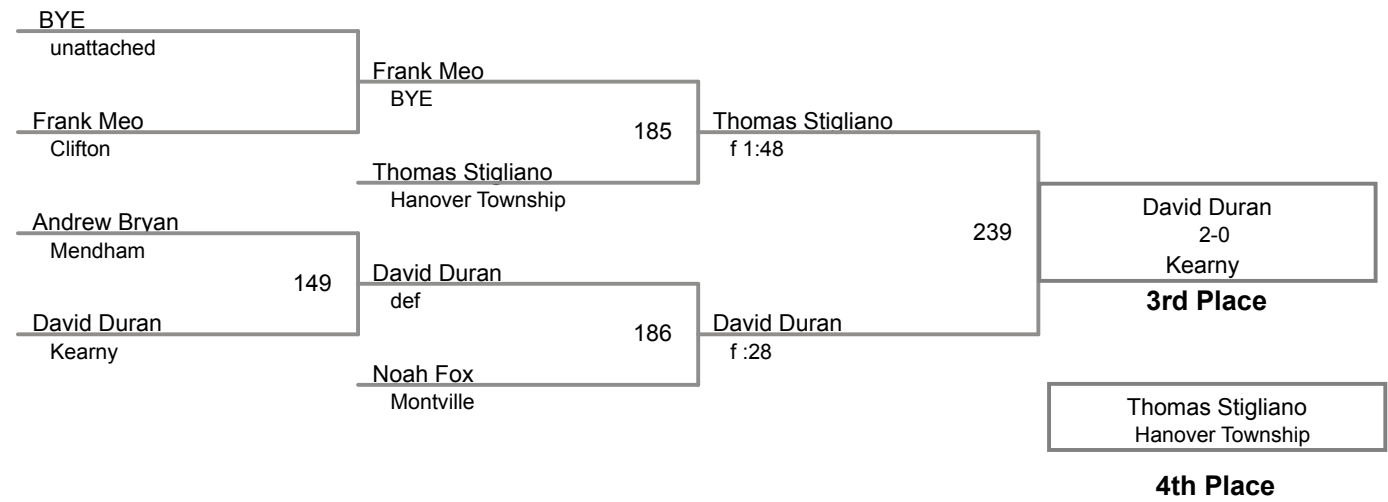 BYE
unattached
Frank Meo
BYE
Frank Meo
Clifton
185
Thomas Stigliano
f 1:48
Thomas Stigliano
Hanover Township
Andrew Bryan
Mendham
149
David Duran
def
David Duran
Kearny
186
David Duran
f :28
Noah Fox
Montville
239
David Duran
2-0
Kearny
3rd Place
Thomas Stigliano
Hanover Township
4th Place